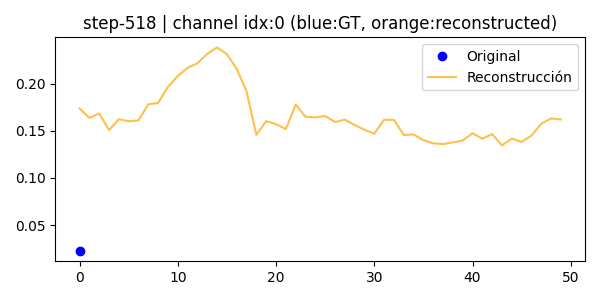 step-518 | channel idx:0 (blue:GT, orange:reconstructed)
Original
Reconstrucción
0.20
0.15
0.10
0.05
0 10 20 30 40 50